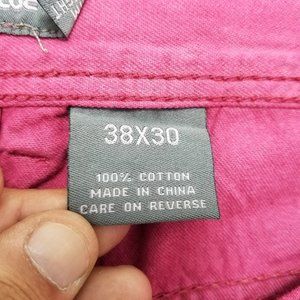 38X30
100% COTTON
MADE IN CHINA
CARE ON REVERSE